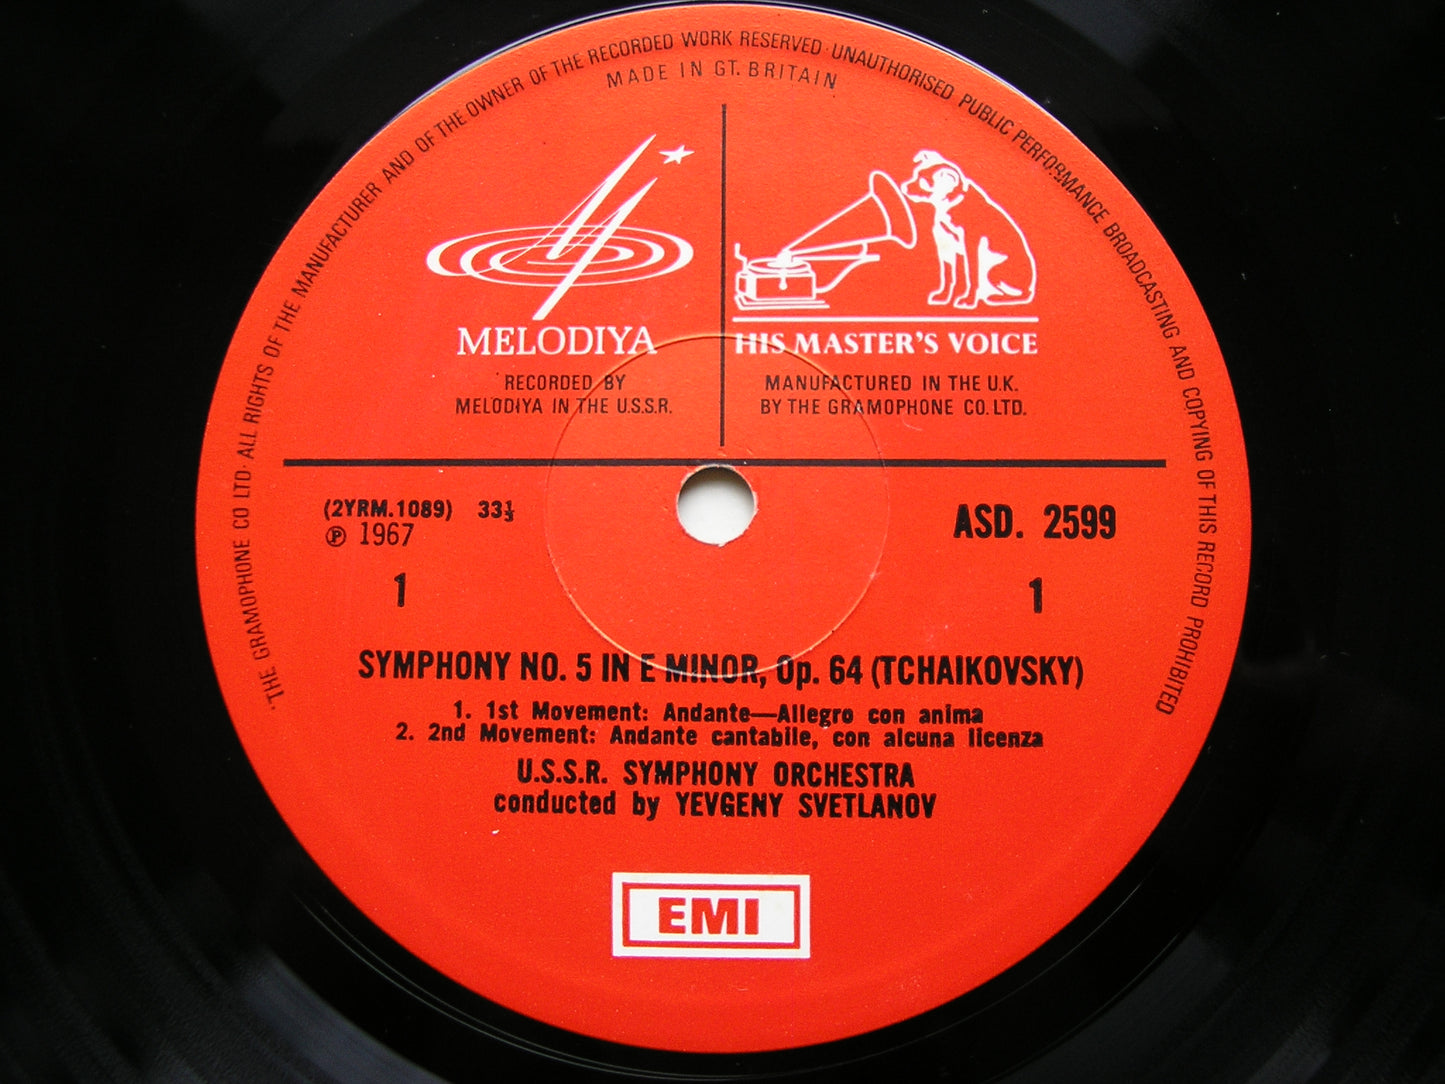 ·THE GRAMOPHONE CO LTD· ALL RIGHTS OF THE MANUFACTURER AND OF THE OWNER OF THE RECORDED WORK RESERVED·UNAUTHORISED PUBLIC PERFORMANCE BROADCASTING AND COPYING OF THIS RECORD PROHIBITED
MADE IN GT. BRITAIN
MELODIYA
RECORDED BY
MELODIYA IN THE U.S.S.R.
HIS MASTER'S VOICE
MANUFACTURED IN THE U.K.
BY THE GRAMOPHONE CO. LTD.
(2YRM.1089) 33⅓
℗ 1967
ASD. 2599
1
1
SYMPHONY NO. 5 IN E MINOR, Op. 64 (TCHAIKOVSKY)
1. 1st Movement: Andante—Allegro con anima
2. 2nd Movement: Andante cantabile, con alcuna licenza
U.S.S.R. SYMPHONY ORCHESTRA
conducted by YEVGENY SVETLANOV
EMI